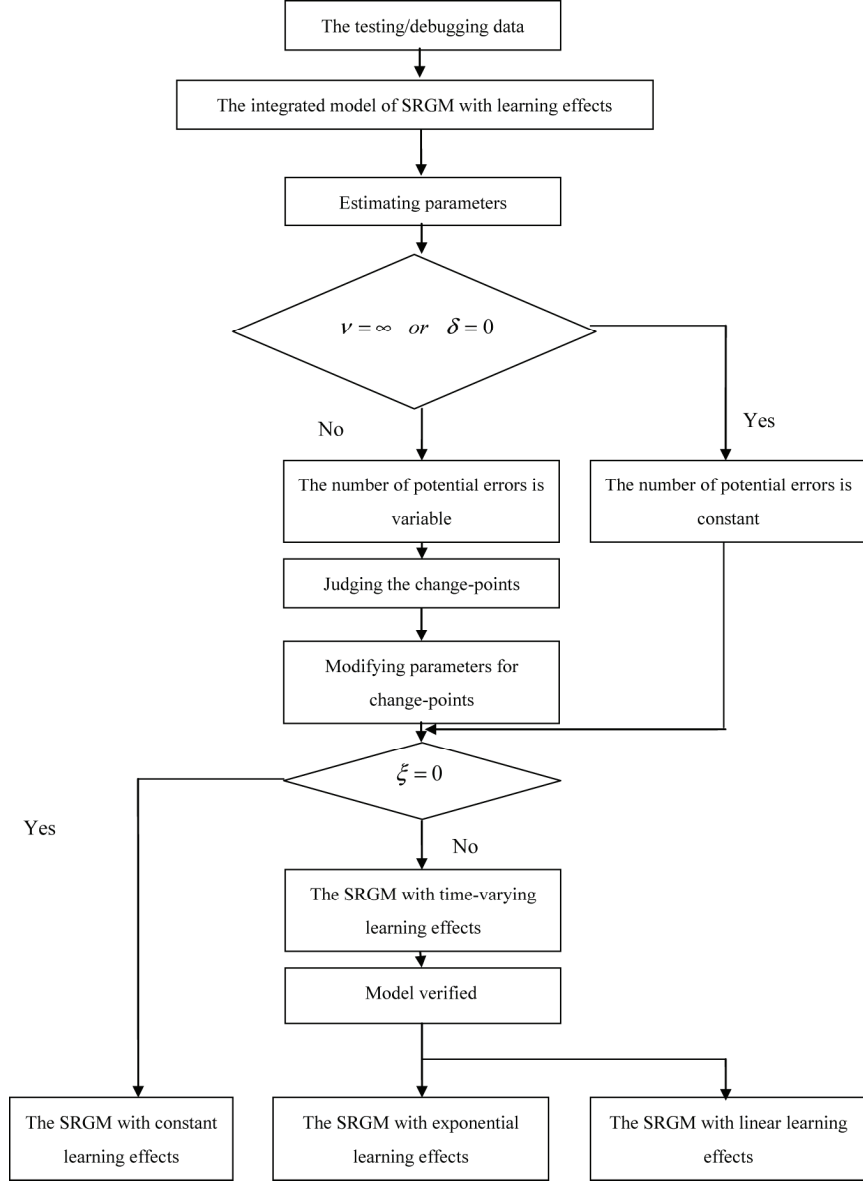 The testing/debugging data
The integrated model of SRGM with learning effects
Estimating parameters
ν = ∞ or δ = 0
No
Yes
The number of potential errors is
variable
The number of potential errors is
constant
Judging the change-points
Modifying parameters for
change-points
ξ = 0
Yes
No
The SRGM with time-varying
learning effects
Model verified
The SRGM with constant
learning effects
The SRGM with exponential
learning effects
The SRGM with linear learning
effects